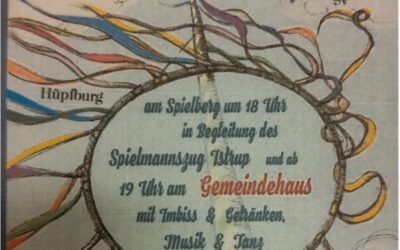 Hüpfburg
am Spielberg um 18 Uhr
in Begleitung des
Spielmannszug Istrup und ab
19 Uhr am Gemeindehaus
mit Imbiss & Getränken,
Musik & Tanz